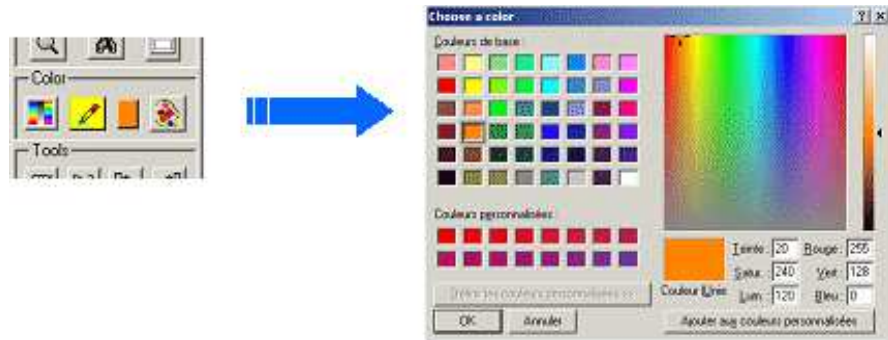 Color
Tools
Choose a color
Couleurs de base :
Couleurs personnalisées :
Définir les couleurs personnalisées >>
OK
Annuler
Teinte : 20 Rouge : 255
Satur. : 240 Vert : 128
Couleur|Unie Lum. : 120 Bleu : 0
Ajouter aux couleurs personnalisées